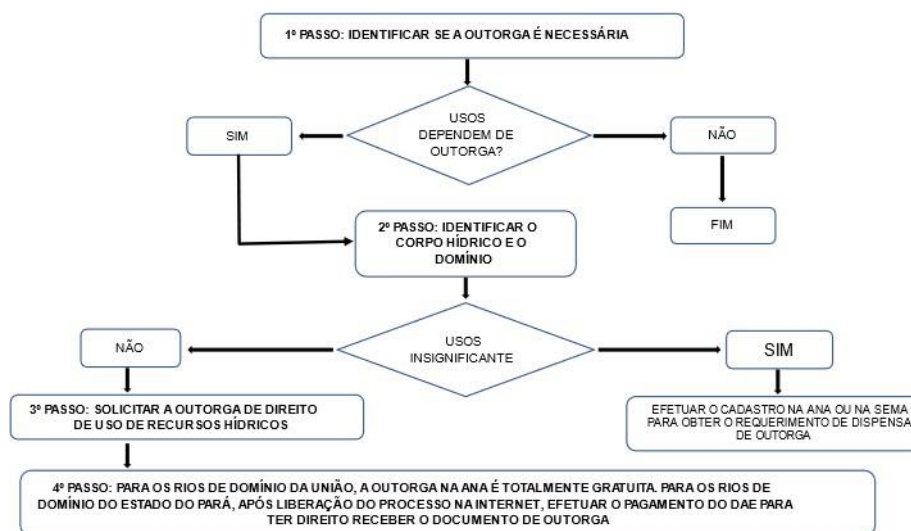 1º PASSO: IDENTIFICAR SE A OUTORGA É NECESSÁRIA
USOS
DEPENDEM DE
OUTORGA?
SIM
NÃO
FIM
2º PASSO: IDENTIFICAR O
CORPO HÍDRICO E O
DOMÍNIO
USOS
INSIGNIFICANTE
NÃO
SIM
3º PASSO: SOLICITAR A OUTORGA DE DIREITO
DE USO DE RECURSOS HÍDRICOS
EFETUAR O CADASTRO NA ANA OU NA SEMA
PARA OBTER O REQUERIMENTO DE DISPENSA
DE OUTORGA
4º PASSO: PARA OS RIOS DE DOMÍNIO DA UNIÃO, A OUTORGA NA ANA É TOTALMENTE GRATUITA. PARA OS RIOS DE
DOMÍNIO DO ESTADO DO PARÁ, APÓS LIBERAÇÃO DO PROCESSO NA INTERNET, EFETUAR O PAGAMENTO DO DAE PARA
TER DIREITO RECEBER O DOCUMENTO DE OUTORGA